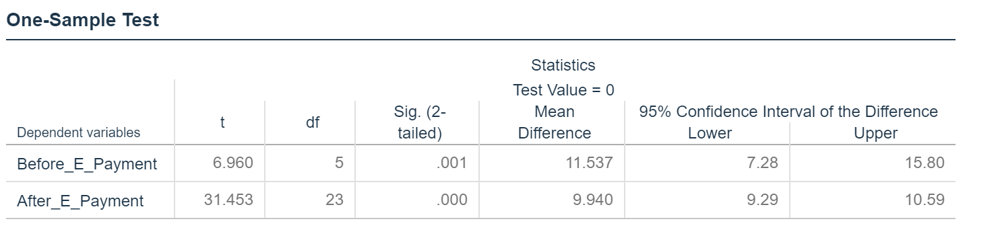 One-Sample Test
Statistics
Test Value = 0
Dependent variables t df Sig. (2-tailed) Mean Difference 95% Confidence Interval of the Difference
Lower Upper
Before_E_Payment 6.960 5 .001 11.537 7.28 15.80
After_E_Payment 31.453 23 .000 9.940 9.29 10.59